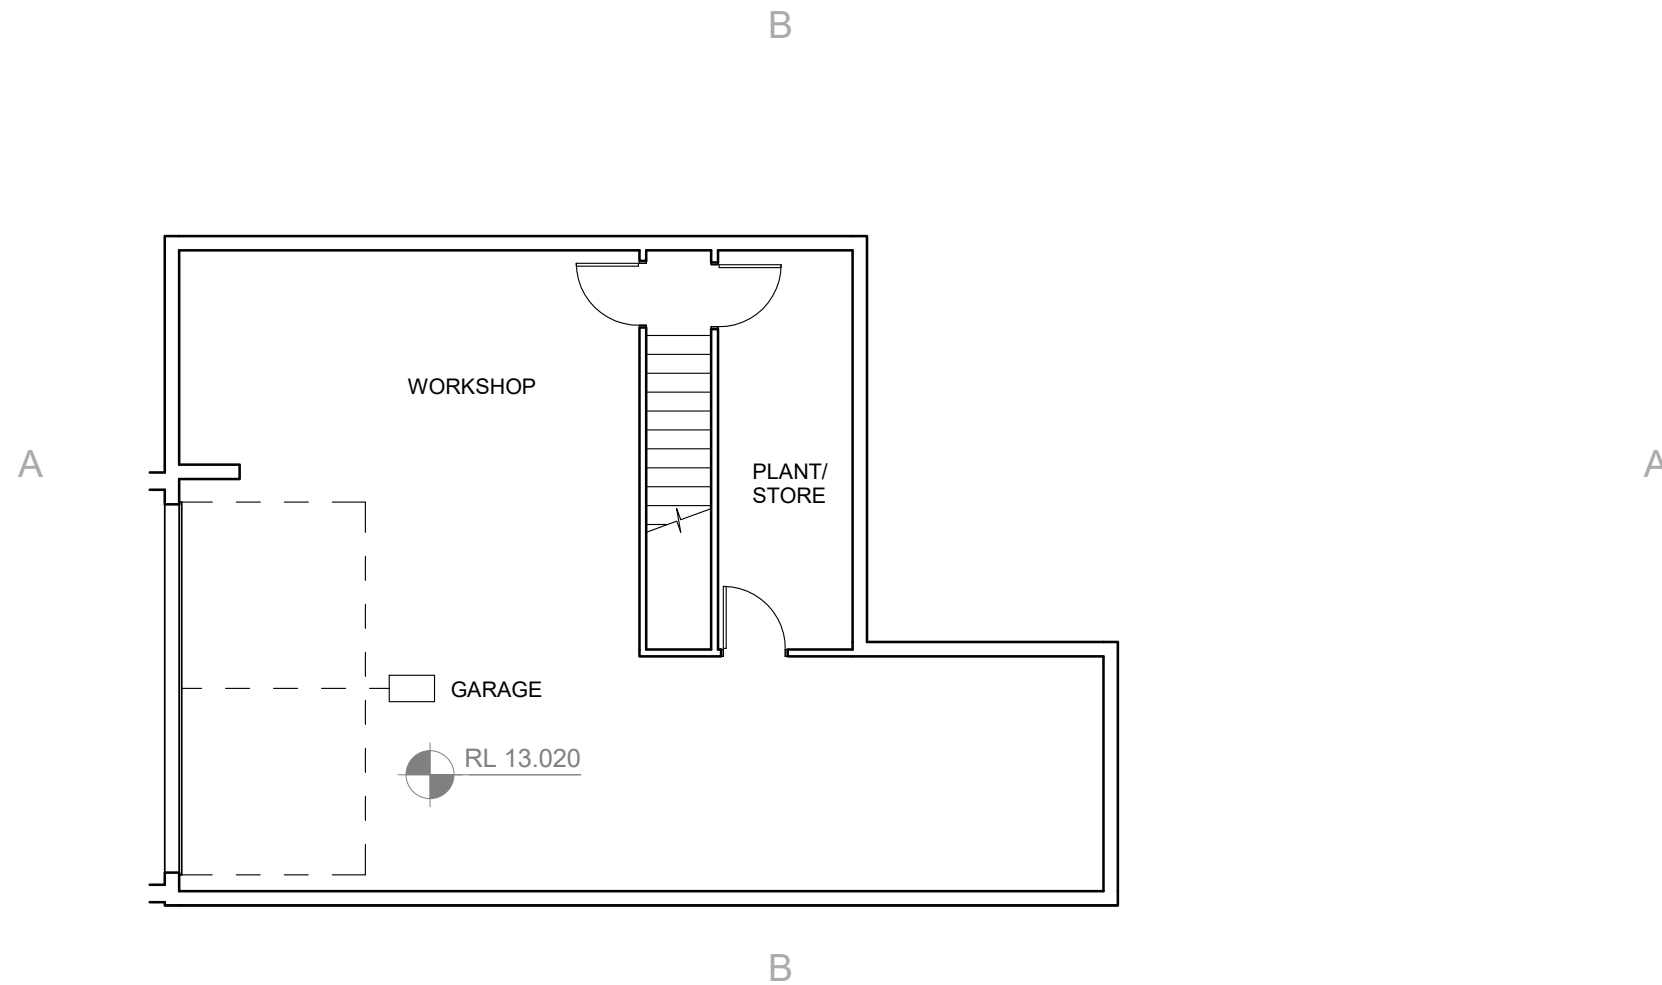 B
WORKSHOP
A
A
PLANT/
STORE
GARAGE
RL 13.020
B